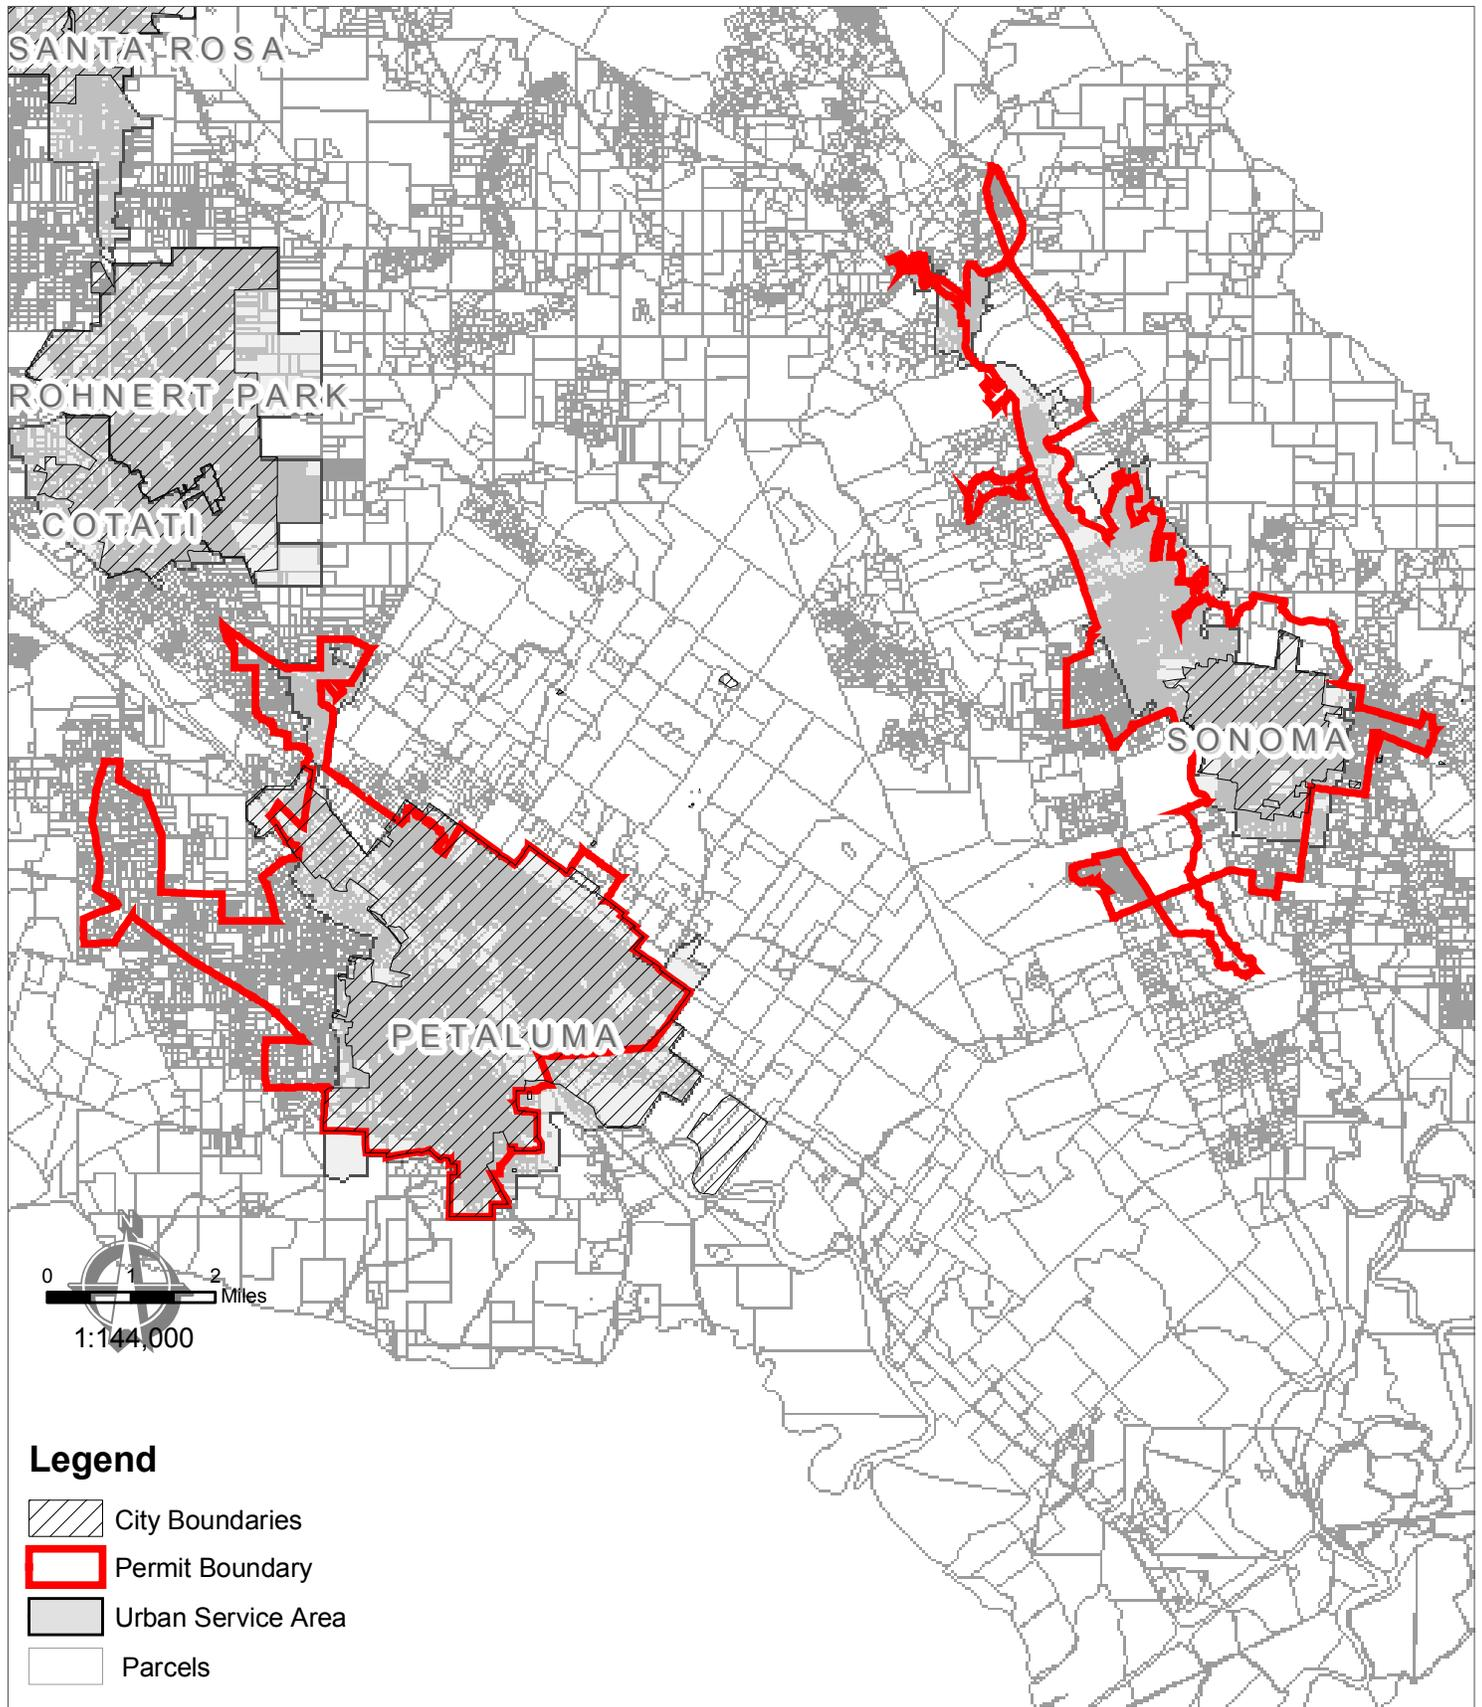 SANTA ROSA
ROHNERT PARK
COTATI
SONOMA
PETALUMA
N
0 1 2
Miles
1:144,000
Legend
City Boundaries
Permit Boundary
Urban Service Area
Parcels